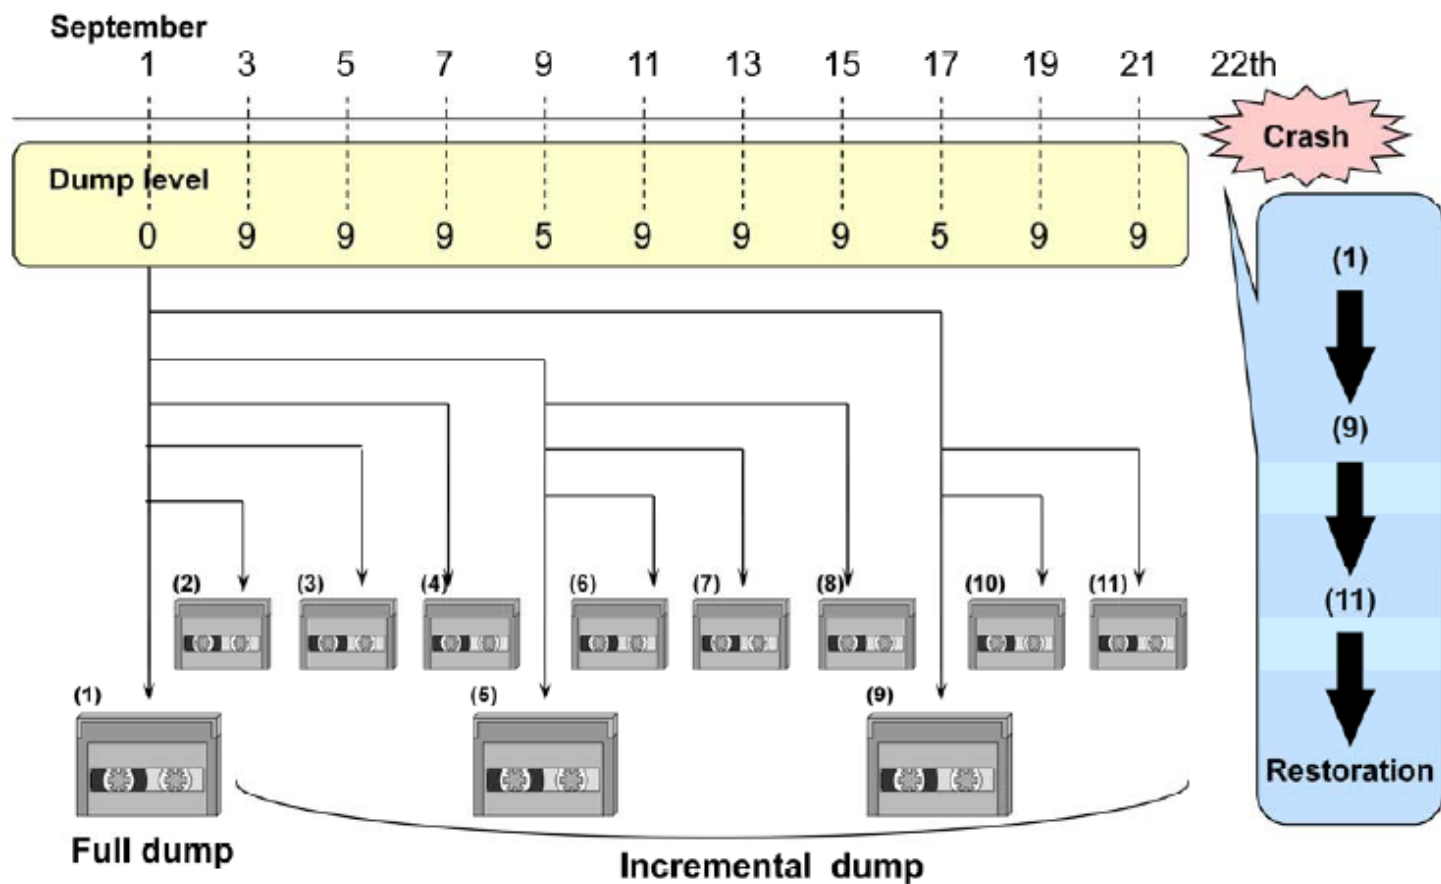 September
1 3 5 7 9 11 13 15 17 19 21 22th
Crash
Dump level
0 9 9 9 5 9 9 9 5 9 9
(1)
(9)
(11)
Restoration
(2) (3) (4) (6) (7) (8) (10) (11)
(1) (5) (9)
Full dump
Incremental dump